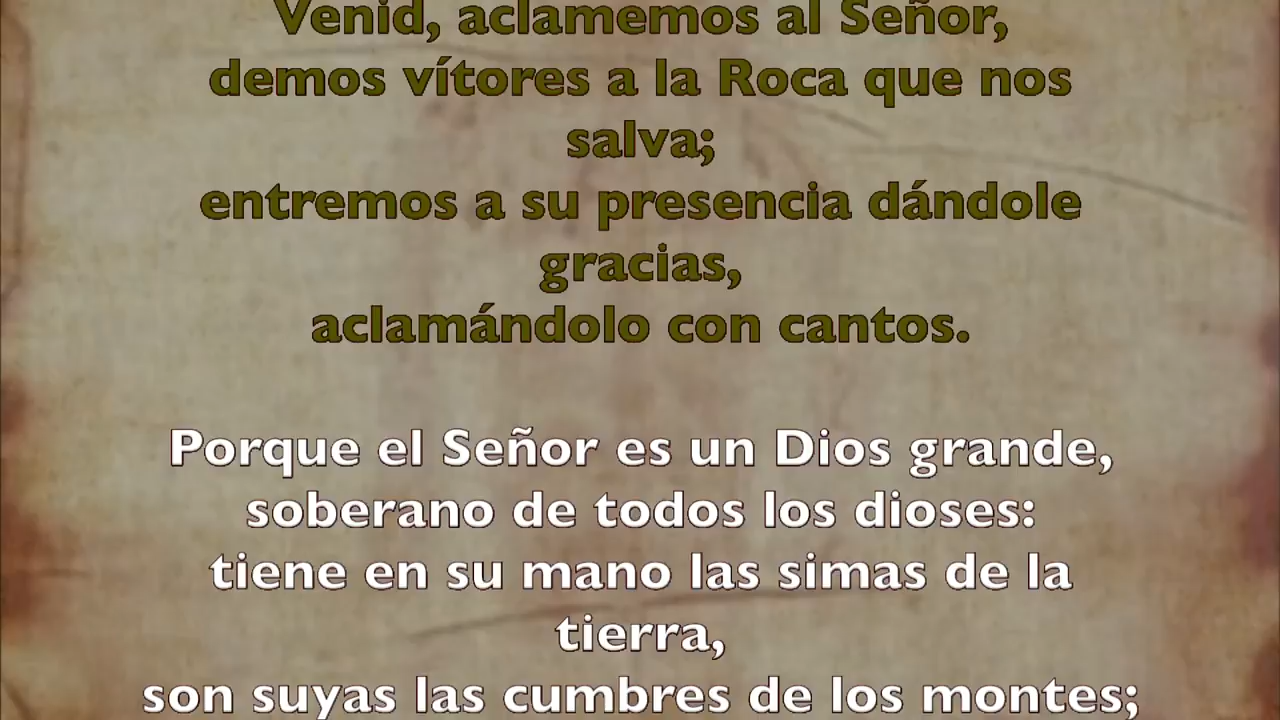 Venid, aclamemos al Señor,
demos vítores a la Roca que nos
salva;
entremos a su presencia dándole
gracias,
aclamándolo con cantos.
Porque el Señor es un Dios grande,
soberano de todos los dioses:
tiene en su mano las simas de la
tierra,
son suyas las cumbres de los montes;